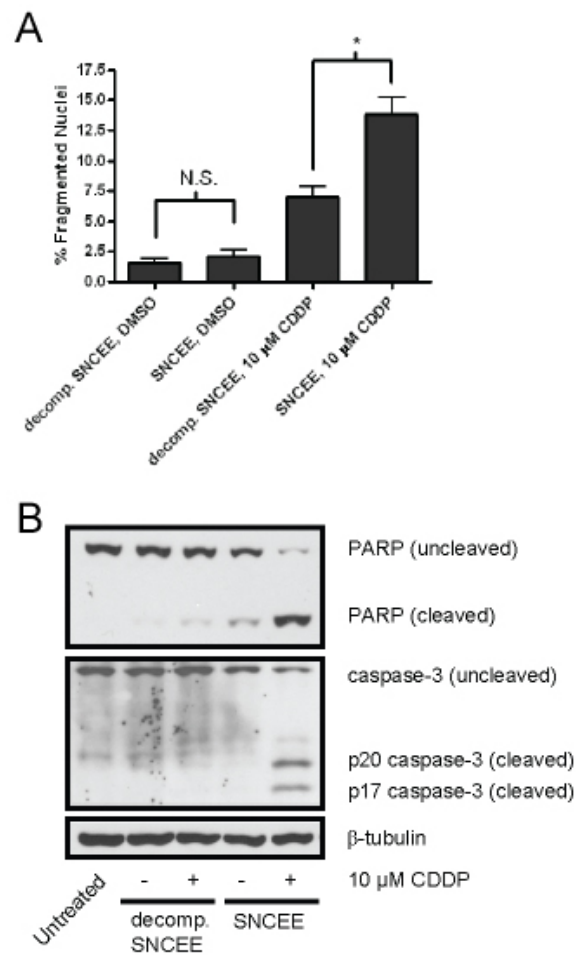 A
*
17.5
15.0
12.5
10.0
7.5
5.0
2.5
0.0
% Fragmented Nuclei
N.S.
decomp. SNCEE, DMSO
SNCEE, DMSO
decomp. SNCEE, 10 µM CDDP
SNCEE, 10 µM CDDP
B
PARP (uncleaved)
PARP (cleaved)
caspase-3 (uncleaved)
p20 caspase-3 (cleaved)
p17 caspase-3 (cleaved)
β-tubulin
Untreated - + - + 10 µM CDDP
decomp. SNCEE
SNCEE